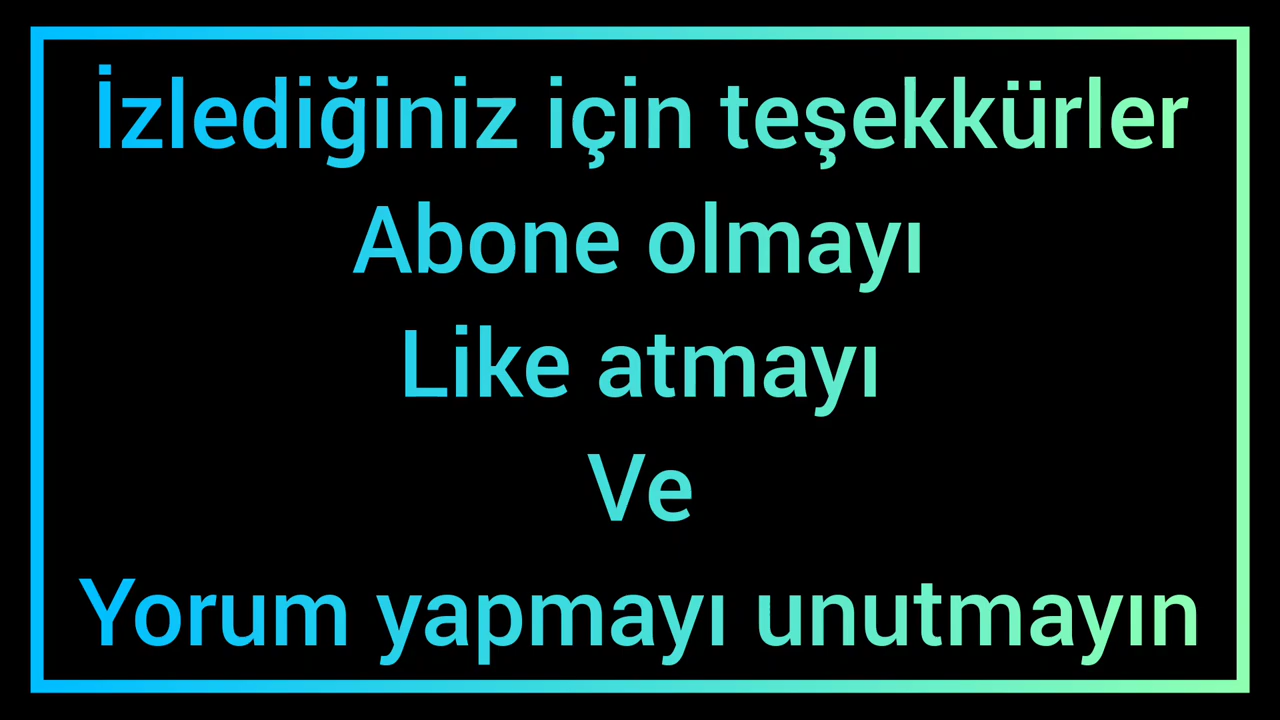 İzlediğiniz için teşekkürler
Abone olmayı
Like atmayı
Ve
Yorum yapmayı unutmayın